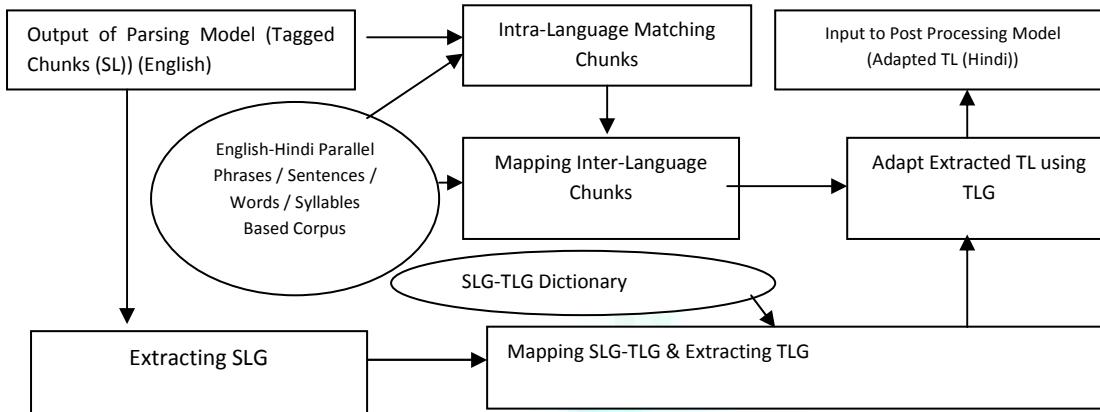 Output of Parsing Model (Tagged
Chunks (SL)) (English)
Intra-Language Matching
Chunks
Input to Post Processing Model
(Adapted TL (Hindi))
English-Hindi Parallel
Phrases / Sentences /
Words / Syllables
Based Corpus
Mapping Inter-Language
Chunks
Adapt Extracted TL using
TLG
SLG-TLG Dictionary
Extracting SLG
Mapping SLG-TLG & Extracting TLG